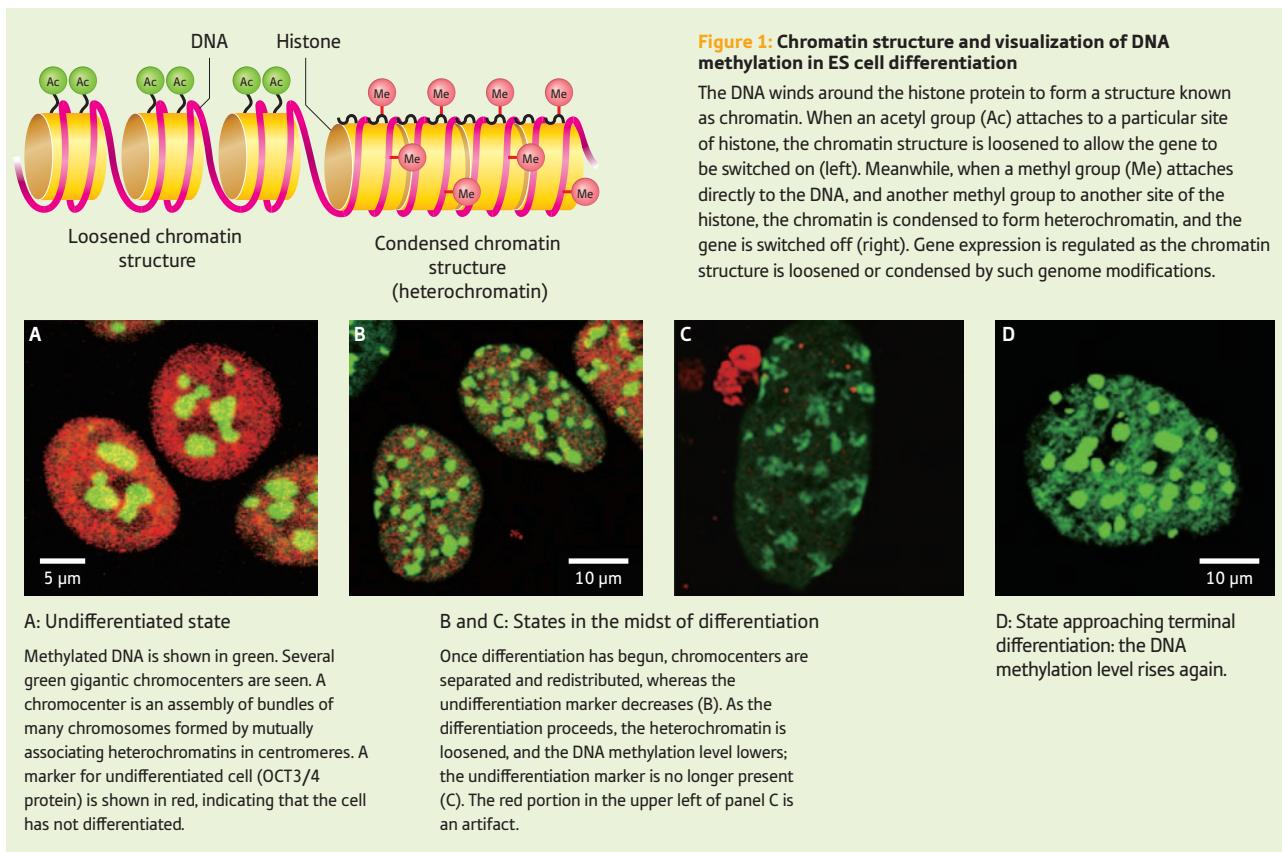 DNA
Histone
Ac Ac Ac Ac Ac Ac
Me Me Me Me
Me Me
Me Me
Loosened chromatin
structure
Condensed chromatin
structure
(heterochromatin)
Figure 1: Chromatin structure and visualization of DNA
methylation in ES cell differentiation
The DNA winds around the histone protein to form a structure known
as chromatin. When an acetyl group (Ac) attaches to a particular site
of histone, the chromatin structure is loosened to allow the gene to
be switched on (left). Meanwhile, when a methyl group (Me) attaches
directly to the DNA, and another methyl group to another site of the
histone, the chromatin is condensed to form heterochromatin, and the
gene is switched off (right). Gene expression is regulated as the chromatin
structure is loosened or condensed by such genome modifications.
A
5 µm
B
10 µm
C
D
10 µm
A: Undifferentiated state
Methylated DNA is shown in green. Several
green gigantic chromocenters are seen. A
chromocenter is an assembly of bundles of
many chromosomes formed by mutually
associating heterochromatins in centromeres. A
marker for undifferentiated cell (OCT3/4
protein) is shown in red, indicating that the cell
has not differentiated.
B and C: States in the midst of differentiation
Once differentiation has begun, chromocenters are
separated and redistributed, whereas the
undifferentiation marker decreases (B). As the
differentiation proceeds, the heterochromatin is
loosened, and the DNA methylation level lowers;
the undifferentiation marker is no longer present
(C). The red portion in the upper left of panel C is
an artifact.
D: State approaching terminal
differentiation: the DNA
methylation level rises again.